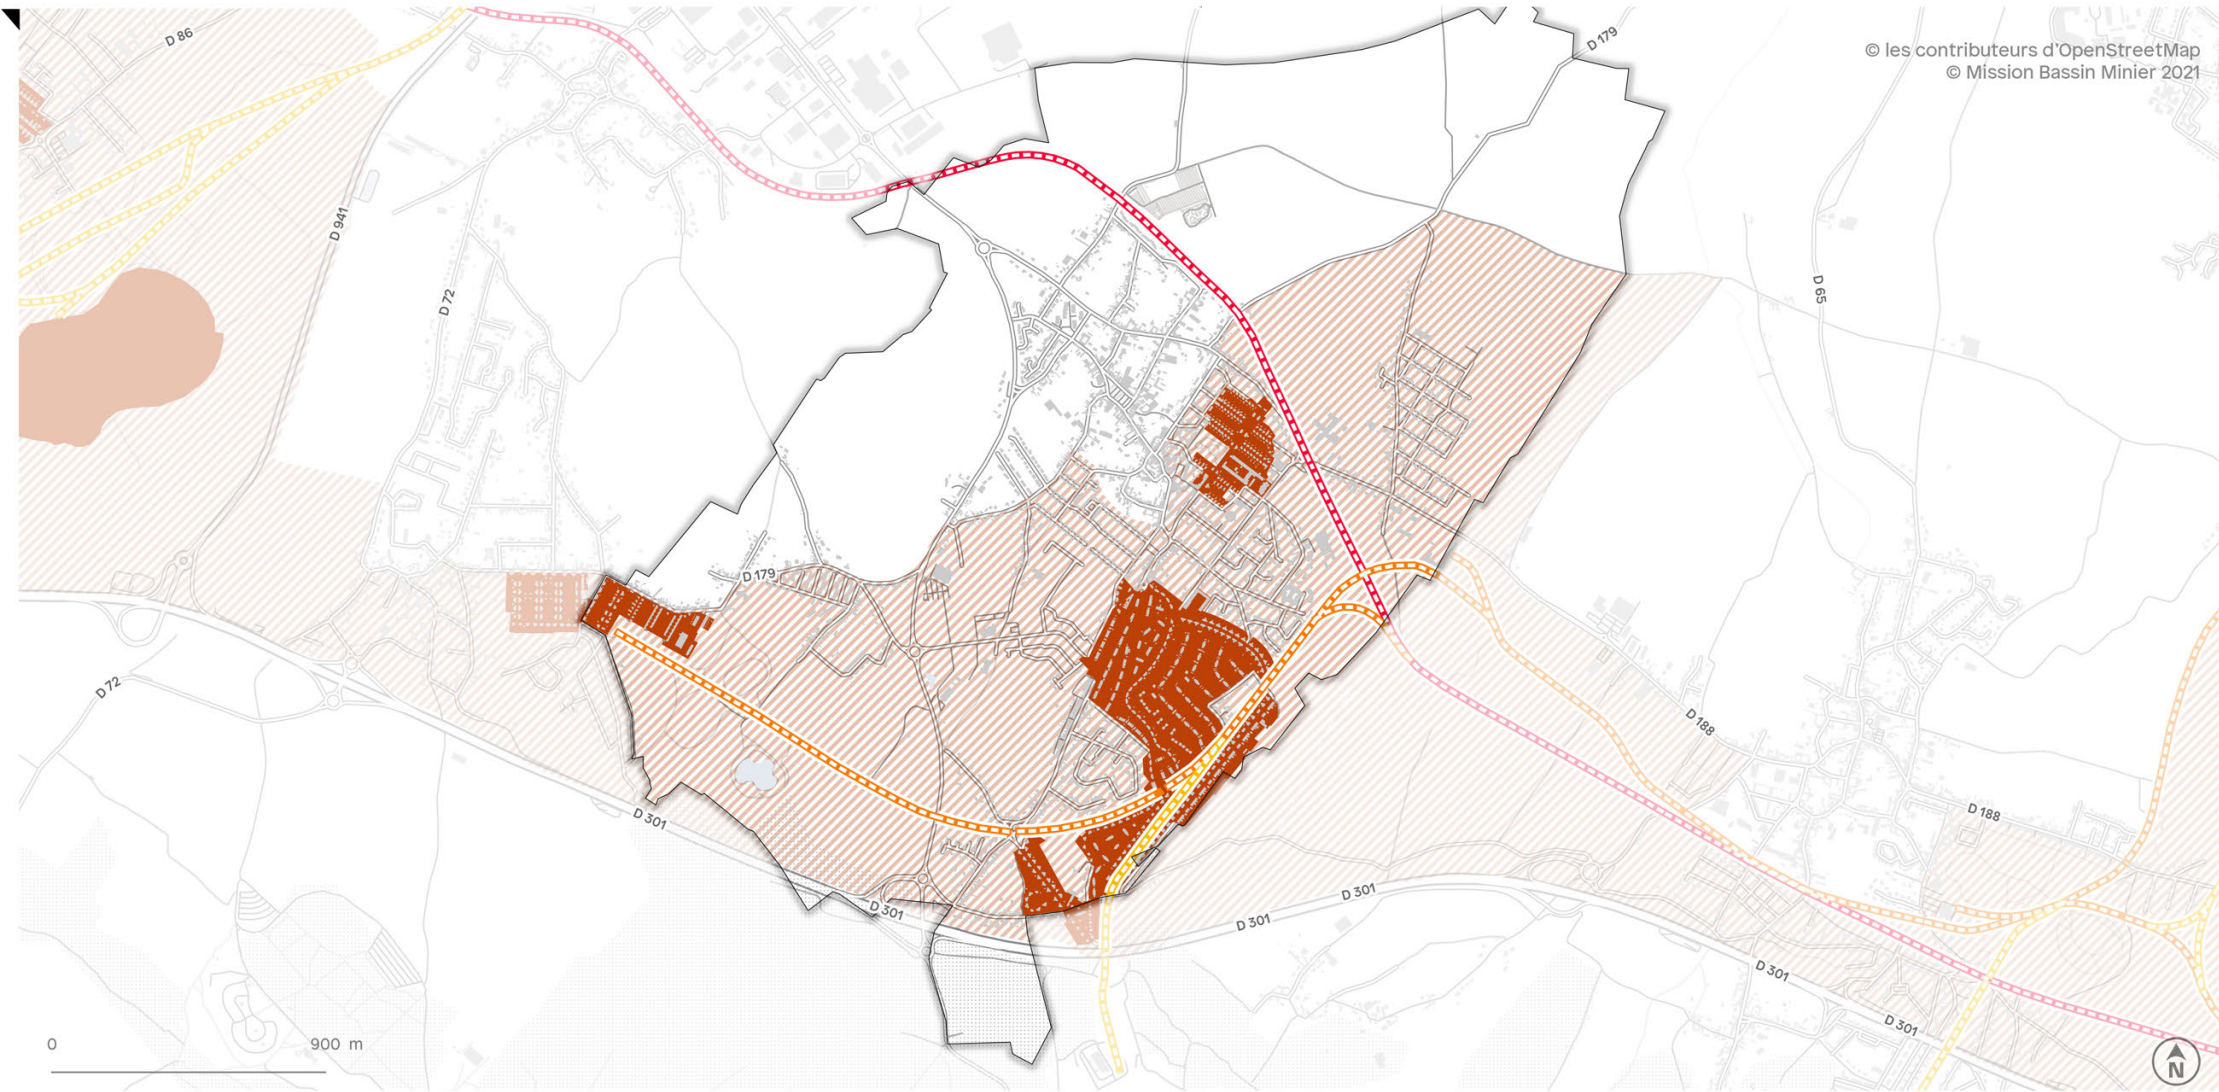 D 86
D 179
© les contributeurs d'OpenStreetMap
© Mission Bassin Minier 2021
D 941
D 72
D 65
D 179
D 72
D 188
D 301
D 188
D 301
D 301
D 301
D 301
D 301
0 900 m
N